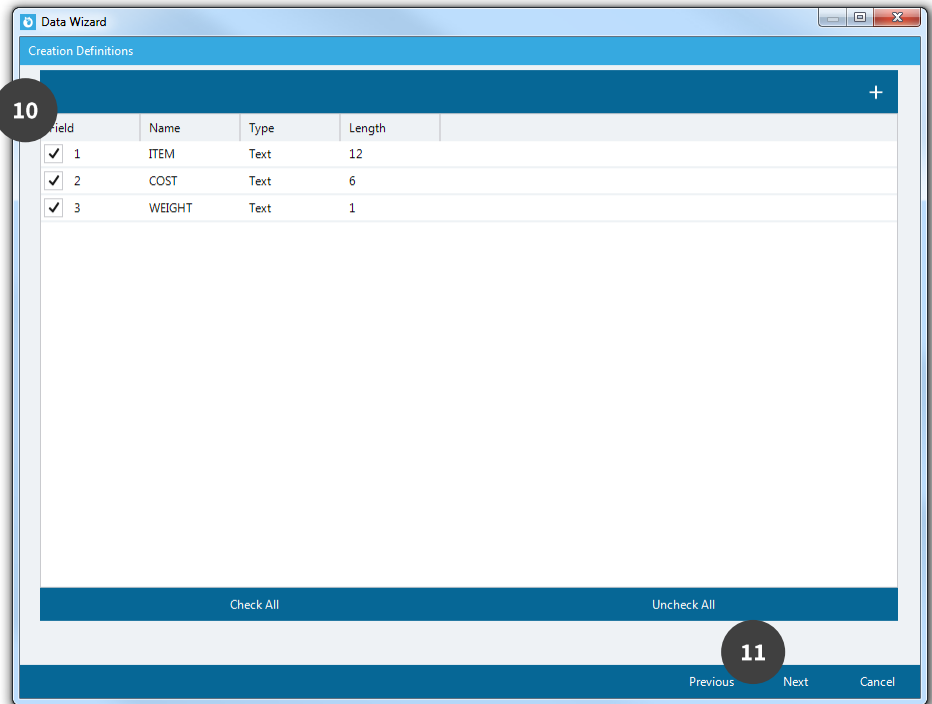 Data Wizard
Creation Definitions
+
10
ield Name Type Length
1 ITEM Text 12
2 COST Text 6
3 WEIGHT Text 1
Check All Uncheck All
11
Previous Next Cancel